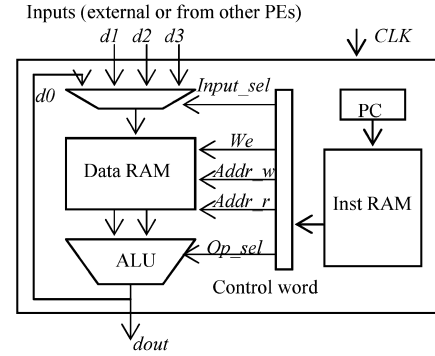 Inputs (external or from other PEs)
d1 d2 d3
CLK
d0
Input_sel
PC
We
Data RAM
Addr_w
Addr_r
Inst RAM
ALU
Op_sel
Control word
dout